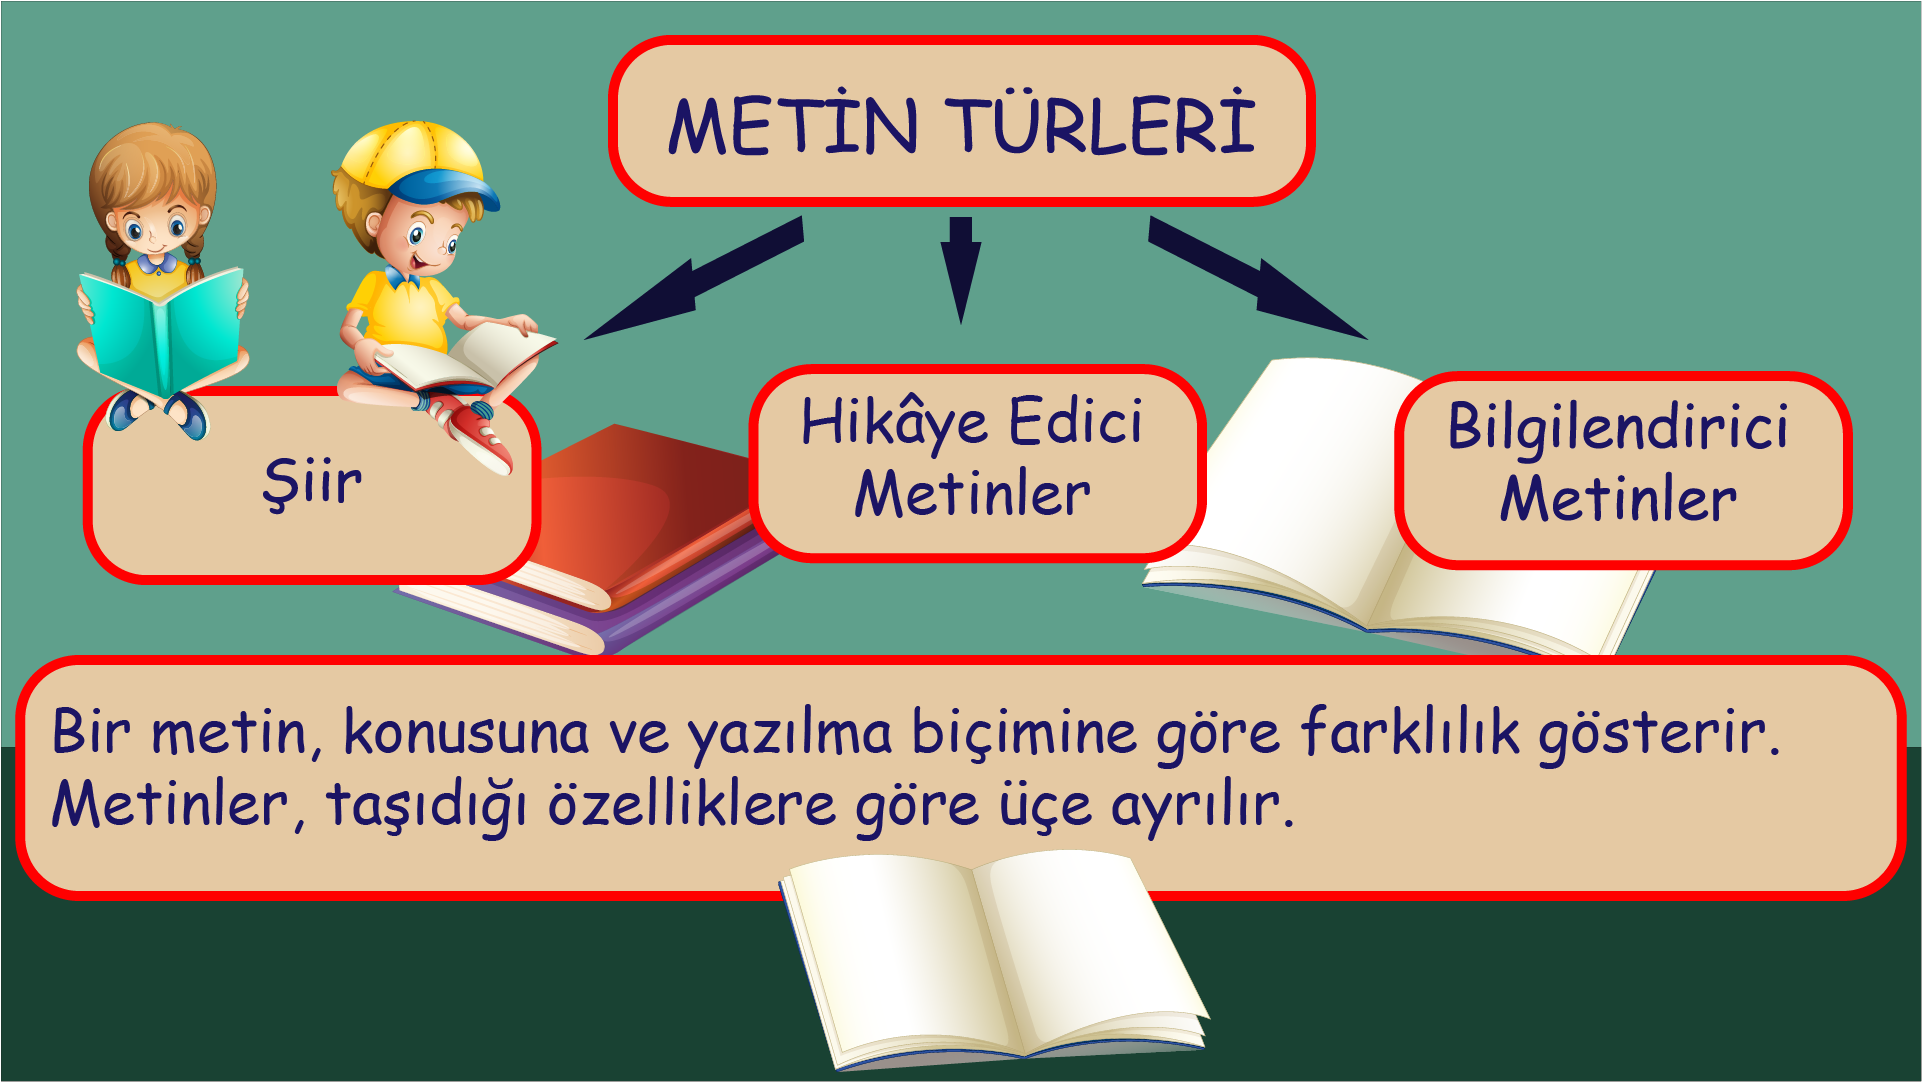 METİN TÜRLERİ
Şiir
Hikâye Edici
Metinler
Bilgilendirici
Metinler
Bir metin, konusuna ve yazılma biçimine göre farklılık gösterir.
Metinler, taşıdığı özelliklere göre üçe ayrılır.